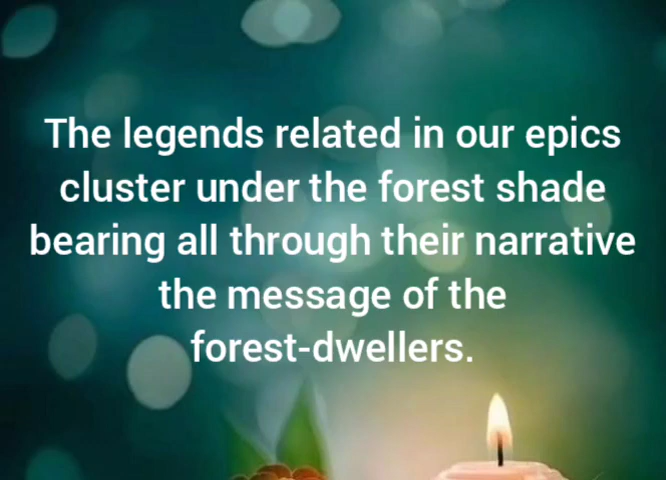 The legends related in our epics
cluster under the forest shade
bearing all through their narrative
the message of the
forest-dwellers.